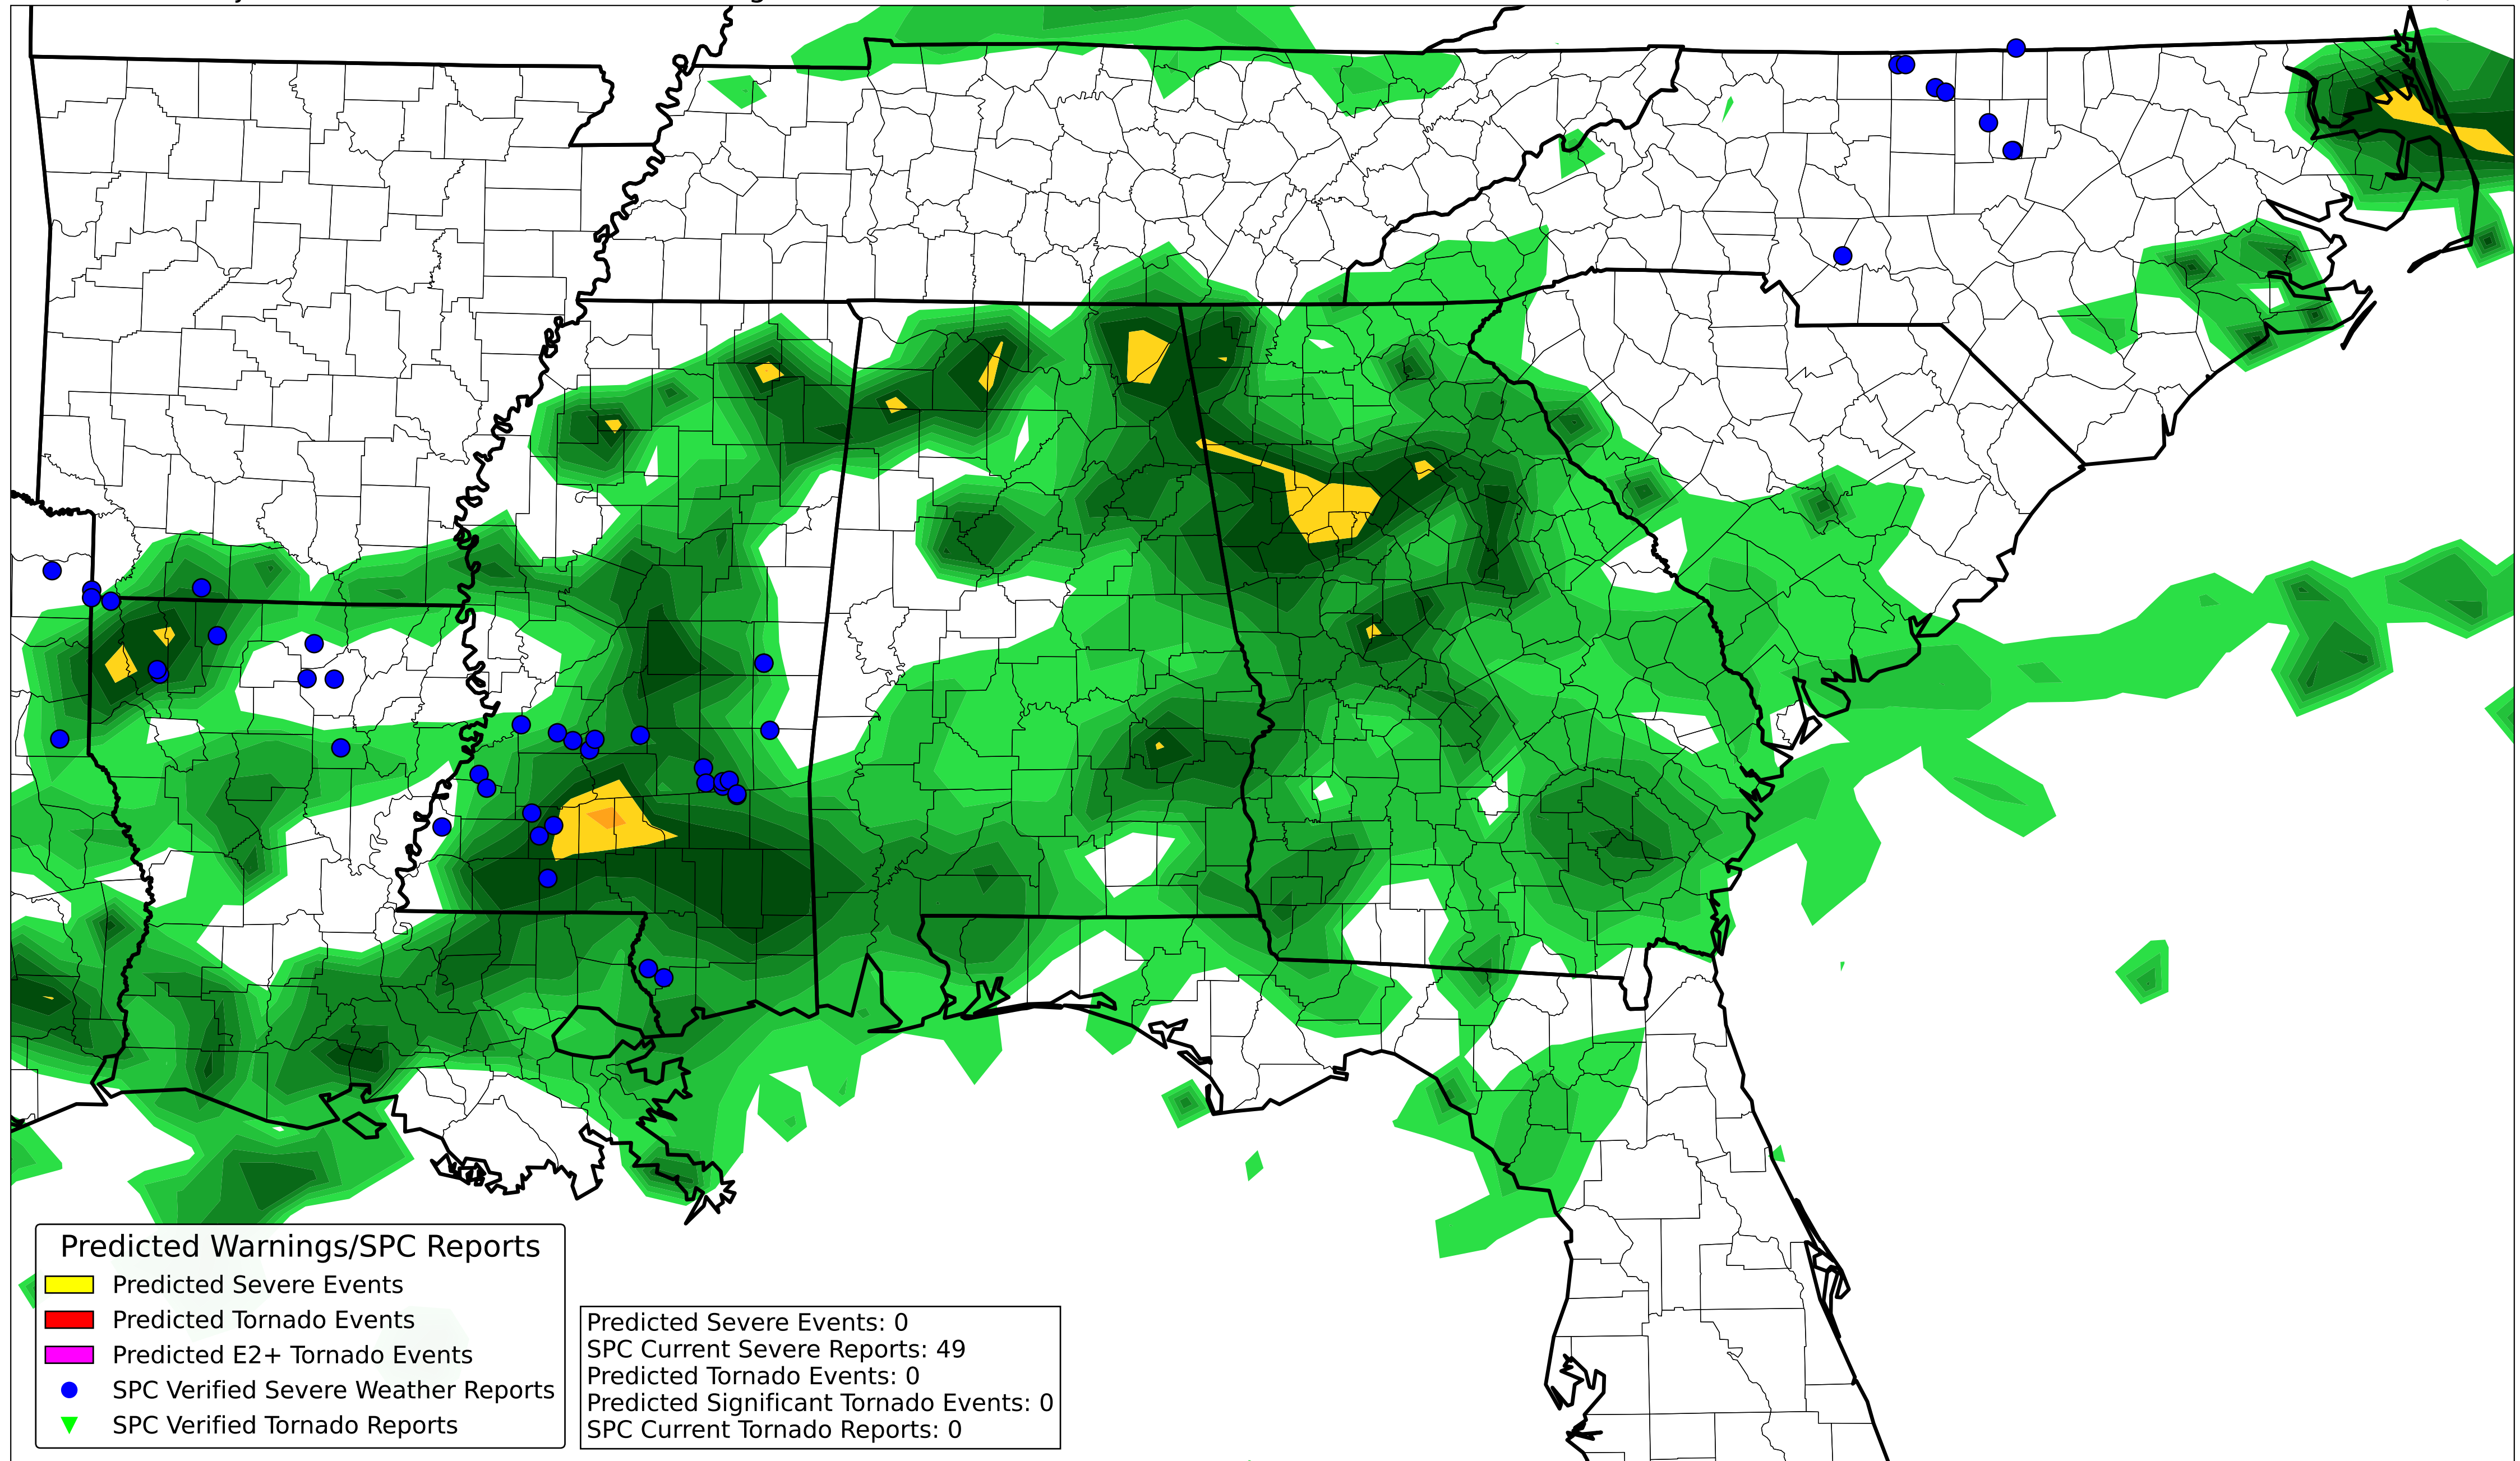 Predicted Warnings/SPC Reports
Predicted Severe Events
Predicted Tornado Events
Predicted E2+ Tornado Events
SPC Verified Severe Weather Reports
SPC Verified Tornado Reports
Predicted Severe Events: 0
SPC Current Severe Reports: 49
Predicted Tornado Events: 0
Predicted Significant Tornado Events: 0
SPC Current Tornado Reports: 0